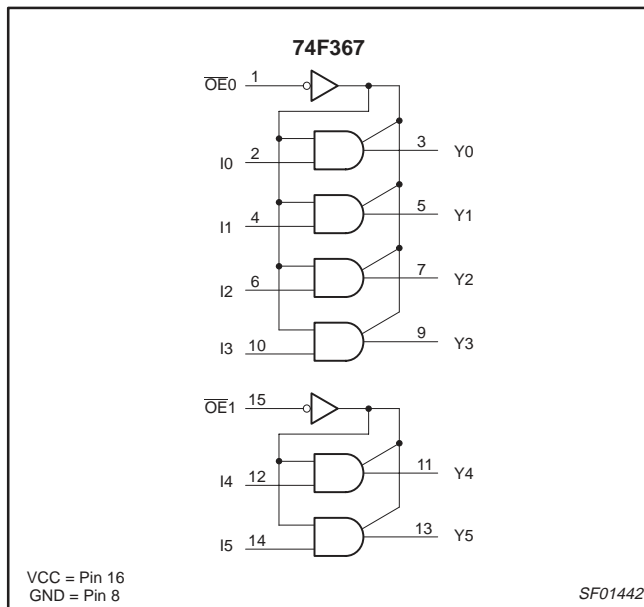 74F367
OE0 1
I0 2 3 Y0
I1 4 5 Y1
I2 6 7 Y2
I3 10 9 Y3
OE1 15
I4 12 11 Y4
I5 14 13 Y5
VCC = Pin 16
GND = Pin 8
SF01442